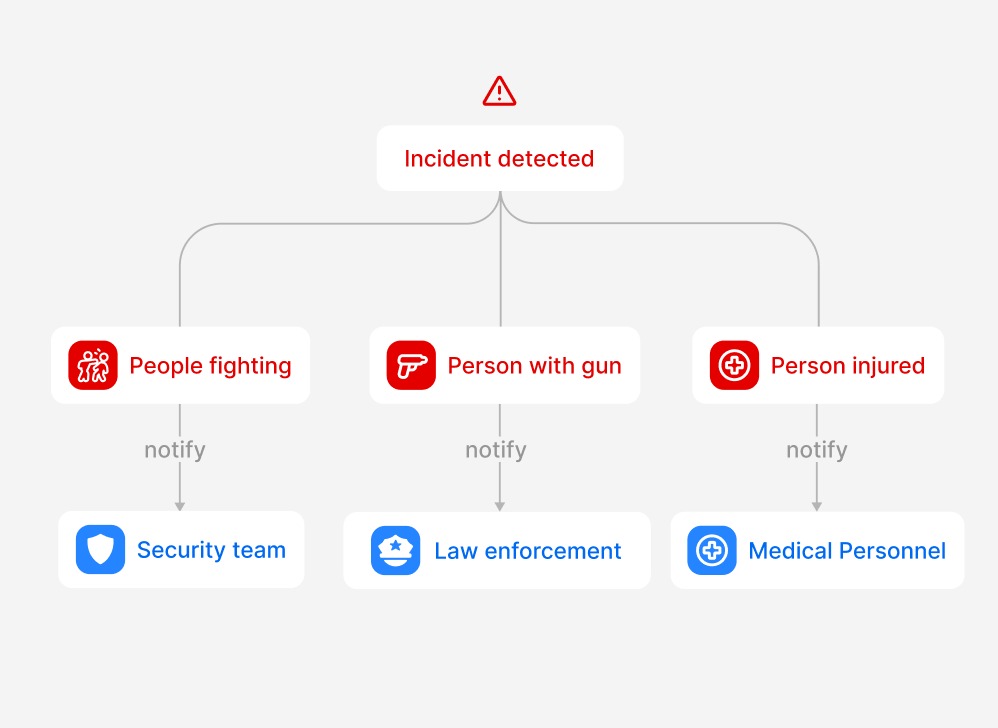 Incident detected
People fighting
Person with gun
Person injured
notify
notify
notify
Security team
Law enforcement
Medical Personnel